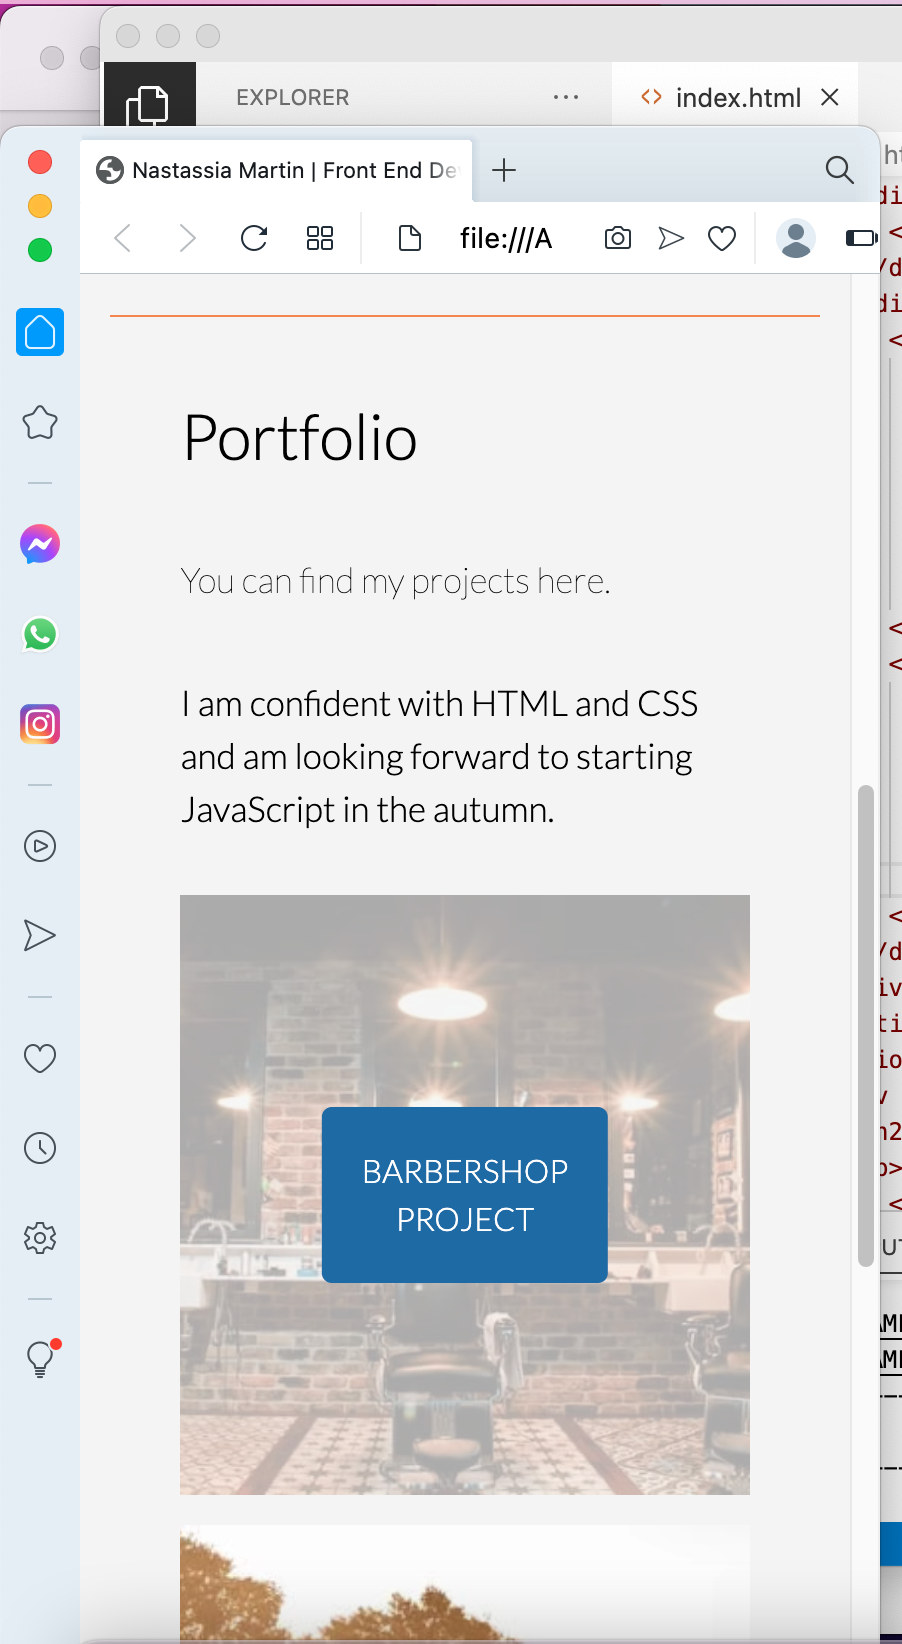 EXPLORER
index.html
Nastassia Martin | Front End De
file:///A
Portfolio
You can find my projects here.
I am confident with HTML and CSS
and am looking forward to starting
JavaScript in the autumn.
BARBERSHOP
PROJECT